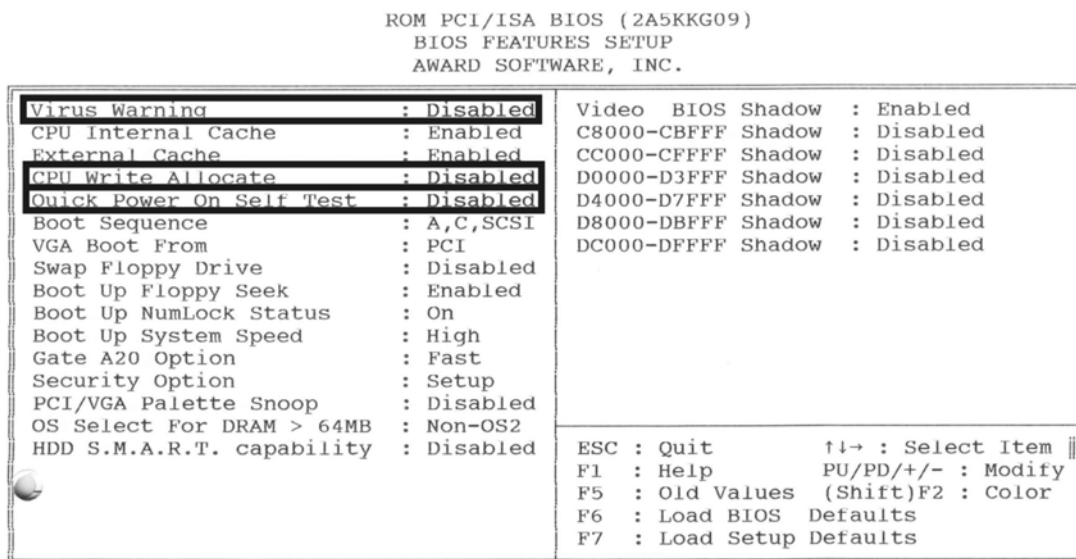 ROM PCI/ISA BIOS (2A5KKG09)
BIOS FEATURES SETUP
AWARD SOFTWARE, INC.
Virus Warning : Disabled
CPU Internal Cache : Enabled
External Cache : Enabled
CPU Write Allocate : Disabled
Quick Power On Self Test : Disabled
Boot Sequence : A,C,SCSI
VGA Boot From : PCI
Swap Floppy Drive : Disabled
Boot Up Floppy Seek : Enabled
Boot Up NumLock Status : On
Boot Up System Speed : High
Gate A20 Option : Fast
Security Option : Setup
PCI/VGA Palette Snoop : Disabled
OS Select For DRAM > 64MB : Non-OS2
HDD S.M.A.R.T. capability : Disabled
Video BIOS Shadow : Enabled
C8000-CBFFF Shadow : Disabled
CC000-CFFFF Shadow : Disabled
D0000-D3FFF Shadow : Disabled
D4000-D7FFF Shadow : Disabled
D8000-DBFFF Shadow : Disabled
DC000-DFFFF Shadow : Disabled
ESC : Quit ↑↓→ : Select Item
F1 : Help PU/PD/+/- : Modify
F5 : Old Values (Shift)F2 : Color
F6 : Load BIOS Defaults
F7 : Load Setup Defaults